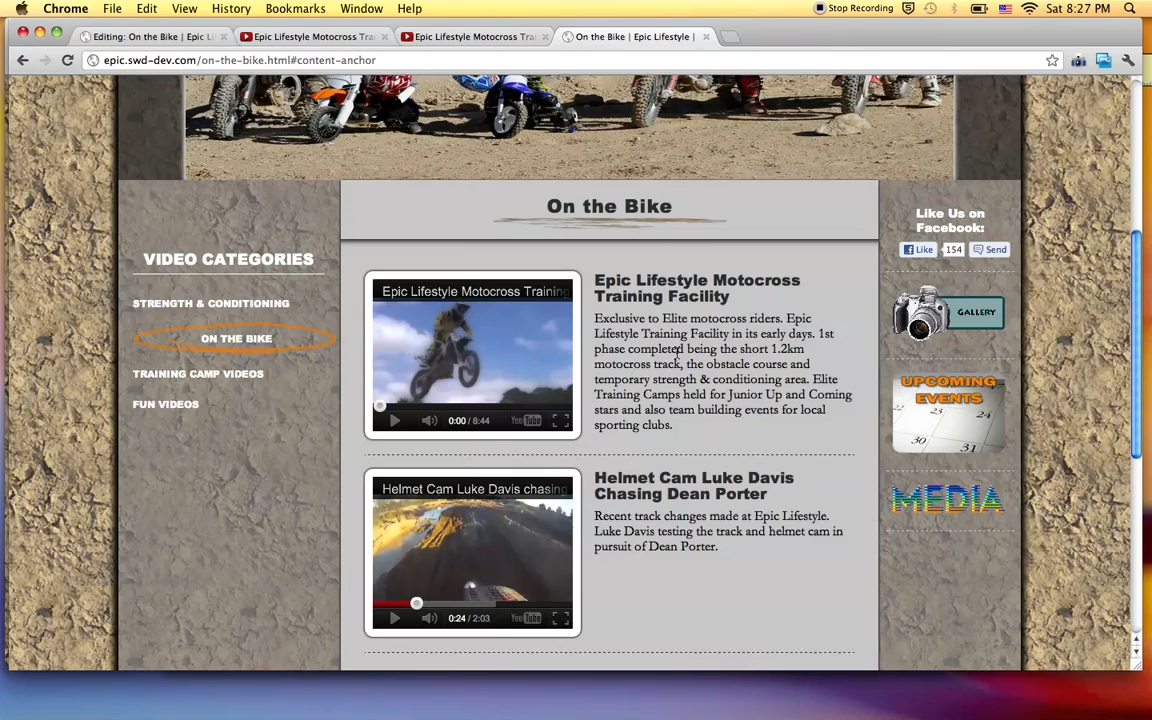 Chrome File Edit View History Bookmarks Window Help Stop Recording Sat 8:27 PM
Editing: On the Bike | Epic L
Epic Lifestyle Motocross Tra
Epic Lifestyle Motocross Tra
On the Bike | Epic Lifestyle |
epic.swd-dev.com/on-the-bike.html#content-anchor
On the Bike
VIDEO CATEGORIES
STRENGTH & CONDITIONING
ON THE BIKE
TRAINING CAMP VIDEOS
FUN VIDEOS
Epic Lifestyle Motocross Training
0:00 / 8:44 YouTube
Epic Lifestyle Motocross
Training Facility
Exclusive to Elite motocross riders. Epic
Lifestyle Training Facility in its early days. 1st
phase completed being the short 1.2km
motocross track, the obstacle course and
temporary strength & conditioning area. Elite
Training Camps held for Junior Up and Coming
stars and also team building events for local
sporting clubs.
Helmet Cam Luke Davis chasing
0:24 / 2:03 YouTube
Helmet Cam Luke Davis
Chasing Dean Porter
Recent track changes made at Epic Lifestyle.
Luke Davis testing the track and helmet cam in
pursuit of Dean Porter.
Like Us on
Facebook:
Like 154 Send
GALLERY
UPCOMING
EVENTS
23 24 25
30 31
MEDIA